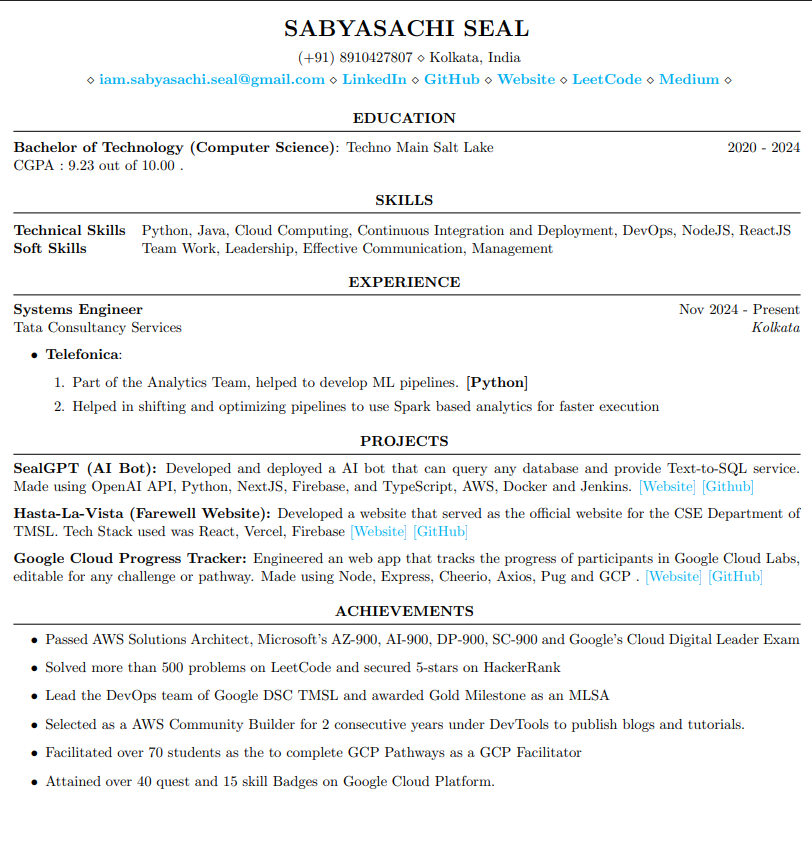 SABYASACHI SEAL
(+91) 8910427807 ⋄ Kolkata, India
⋄ iam.sabyasachi.seal@gmail.com ⋄ LinkedIn ⋄ GitHub ⋄ Website ⋄ LeetCode ⋄ Medium ⋄
EDUCATION
Bachelor of Technology (Computer Science): Techno Main Salt Lake 2020 - 2024
CGPA : 9.23 out of 10.00 .
SKILLS
Technical Skills Python, Java, Cloud Computing, Continuous Integration and Deployment, DevOps, NodeJS, ReactJS
Soft Skills Team Work, Leadership, Effective Communication, Management
EXPERIENCE
Systems Engineer Nov 2024 - Present
Tata Consultancy Services Kolkata
• Telefonica:
1. Part of the Analytics Team, helped to develop ML pipelines. [Python]
2. Helped in shifting and optimizing pipelines to use Spark based analytics for faster execution
PROJECTS
SealGPT (AI Bot): Developed and deployed a AI bot that can query any database and provide Text-to-SQL service.
Made using OpenAI API, Python, NextJS, Firebase, and TypeScript, AWS, Docker and Jenkins. [Website] [Github]
Hasta-La-Vista (Farewell Website): Developed a website that served as the official website for the CSE Department of
TMSL. Tech Stack used was React, Vercel, Firebase [Website] [GitHub]
Google Cloud Progress Tracker: Engineered an web app that tracks the progress of participants in Google Cloud Labs,
editable for any challenge or pathway. Made using Node, Express, Cheerio, Axios, Pug and GCP . [Website] [GitHub]
ACHIEVEMENTS
• Passed AWS Solutions Architect, Microsoft's AZ-900, AI-900, DP-900, SC-900 and Google's Cloud Digital Leader Exam
• Solved more than 500 problems on LeetCode and secured 5-stars on HackerRank
• Lead the DevOps team of Google DSC TMSL and awarded Gold Milestone as an MLSA
• Selected as a AWS Community Builder for 2 consecutive years under DevTools to publish blogs and tutorials.
• Facilitated over 70 students as the to complete GCP Pathways as a GCP Facilitator
• Attained over 40 quest and 15 skill Badges on Google Cloud Platform.